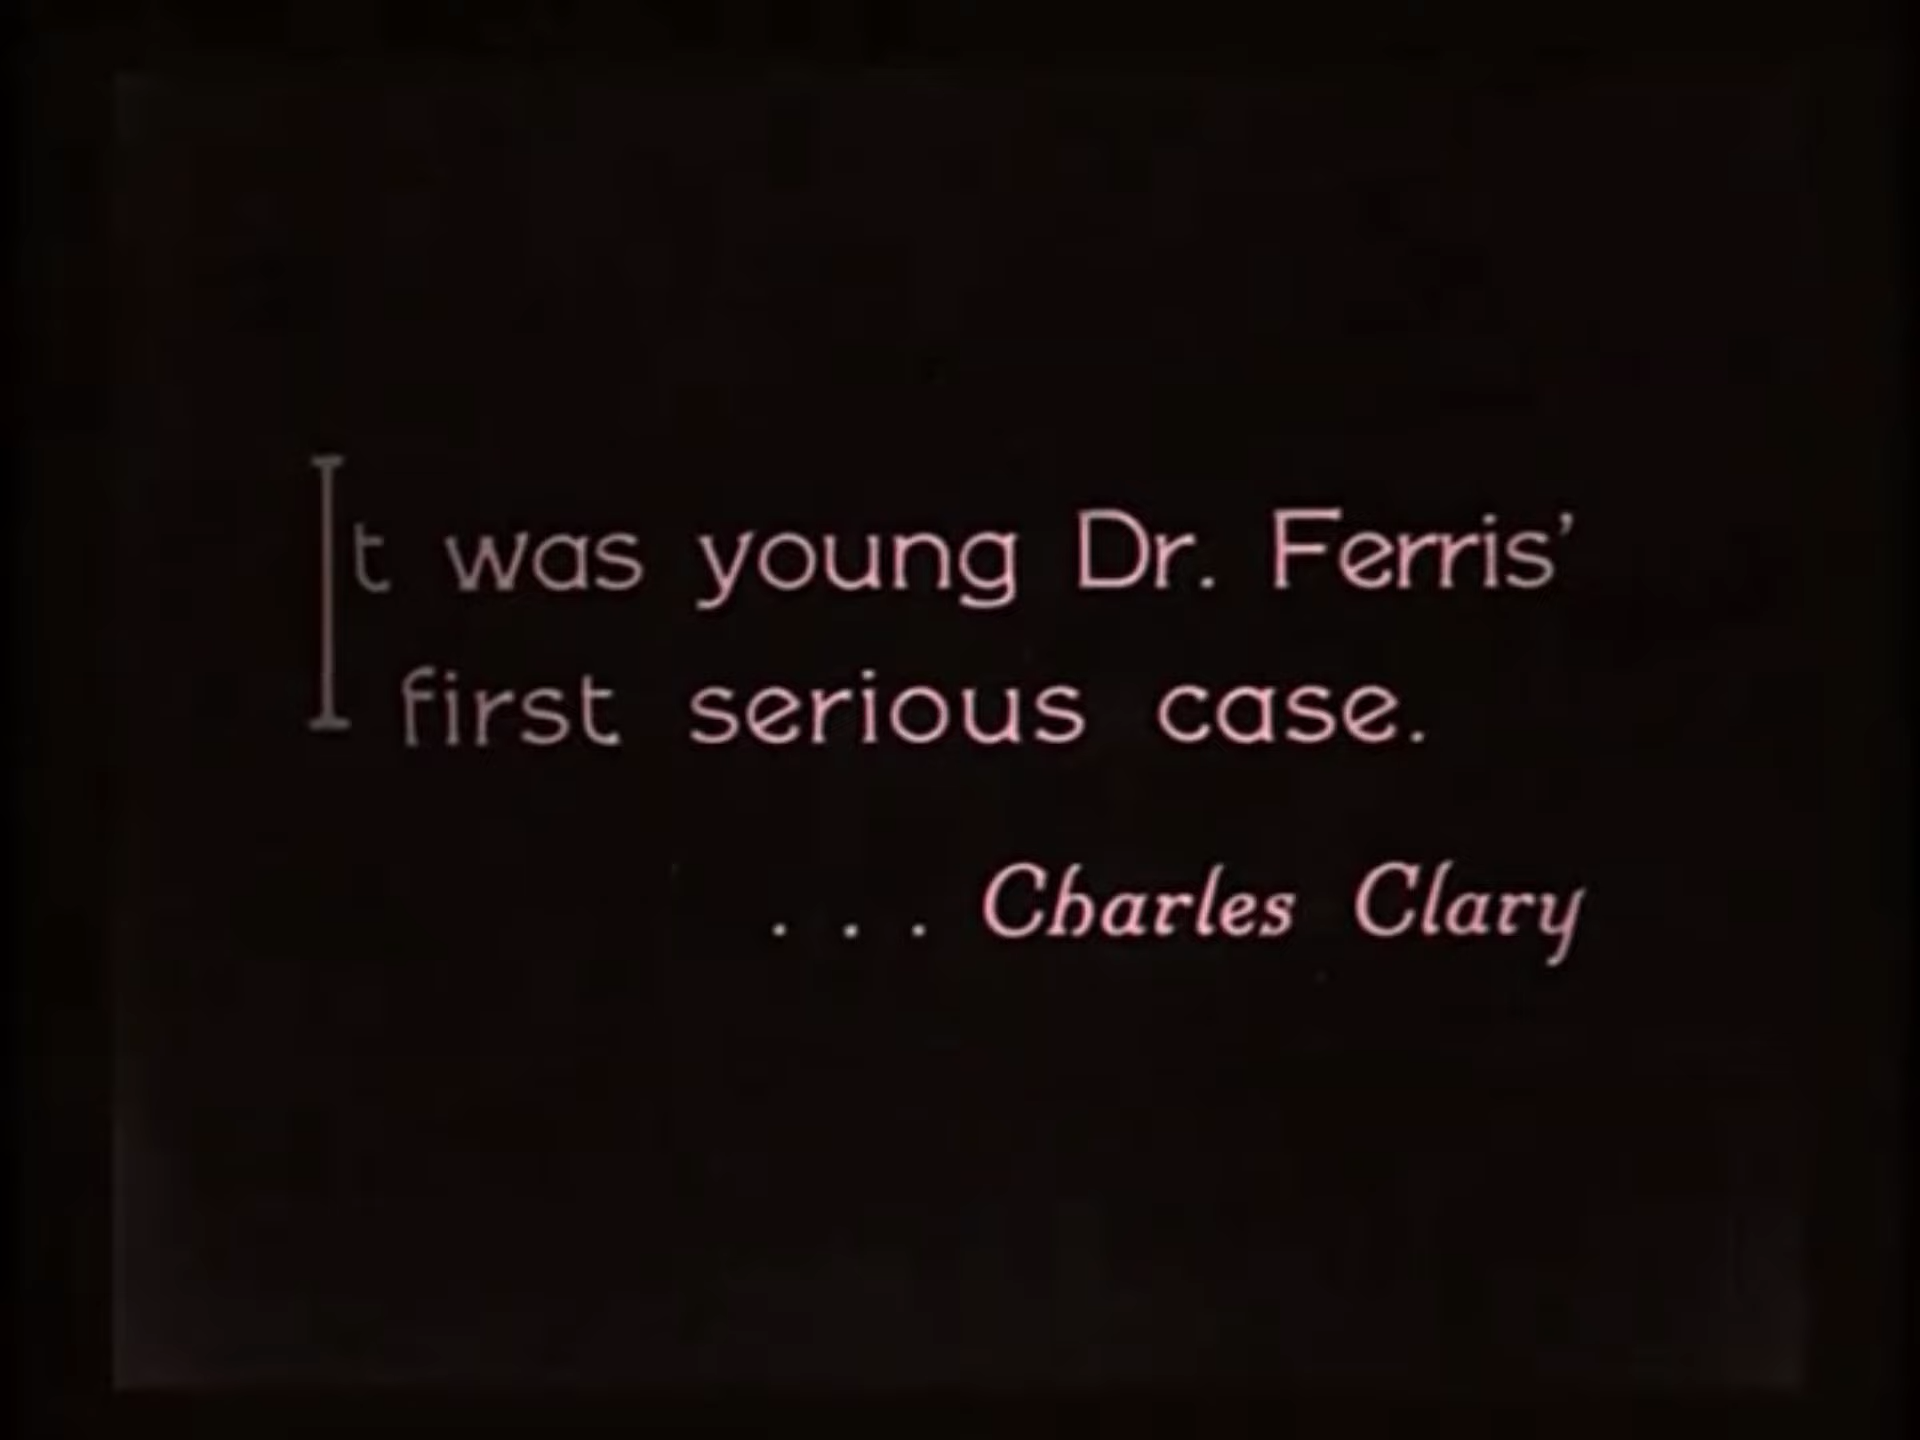 It was young Dr. Ferris’
first serious case.
. . . Charles Clary